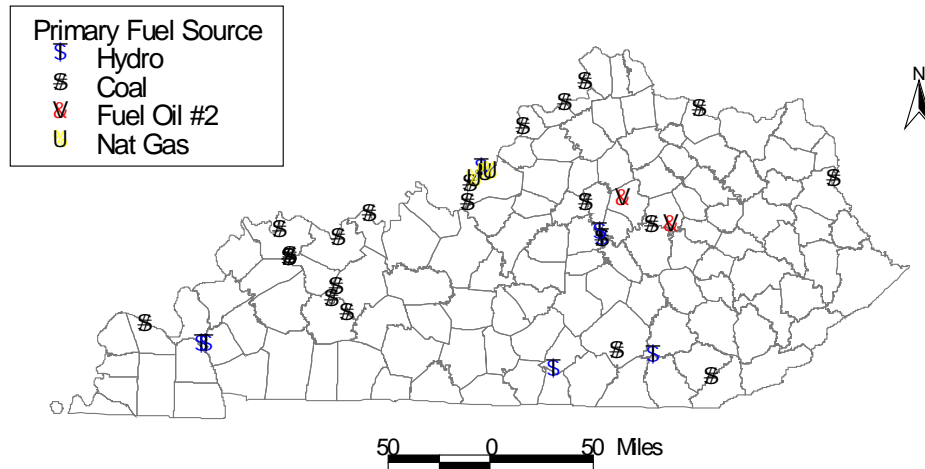 Primary Fuel Source
Hydro
Coal
Fuel Oil #2
Nat Gas
N
50 0 50 Miles